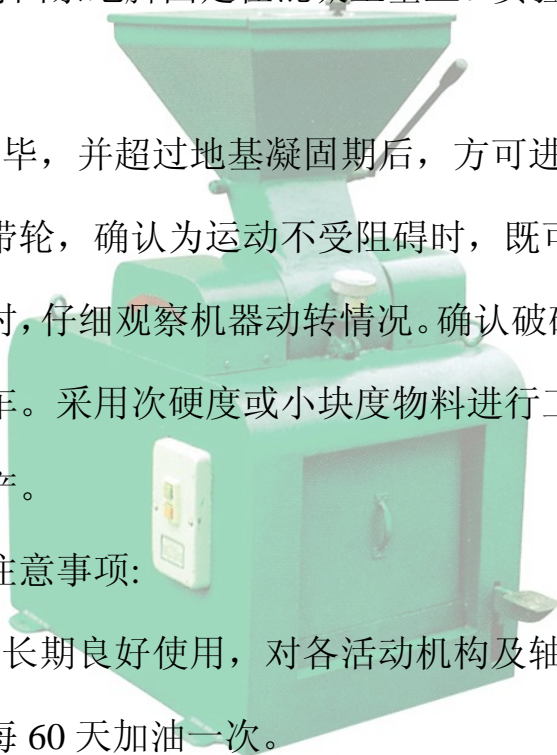 毕，并超过地基凝固期后，方可进
带轮，确认为运动不受阻碍时，既可
时，仔细观察机器动转情况。确认破碎
车。采用次硬度或小块度物料进行工
产。
注意事项:
长期良好使用，对各活动机构及轴
每 60 天加油一次。